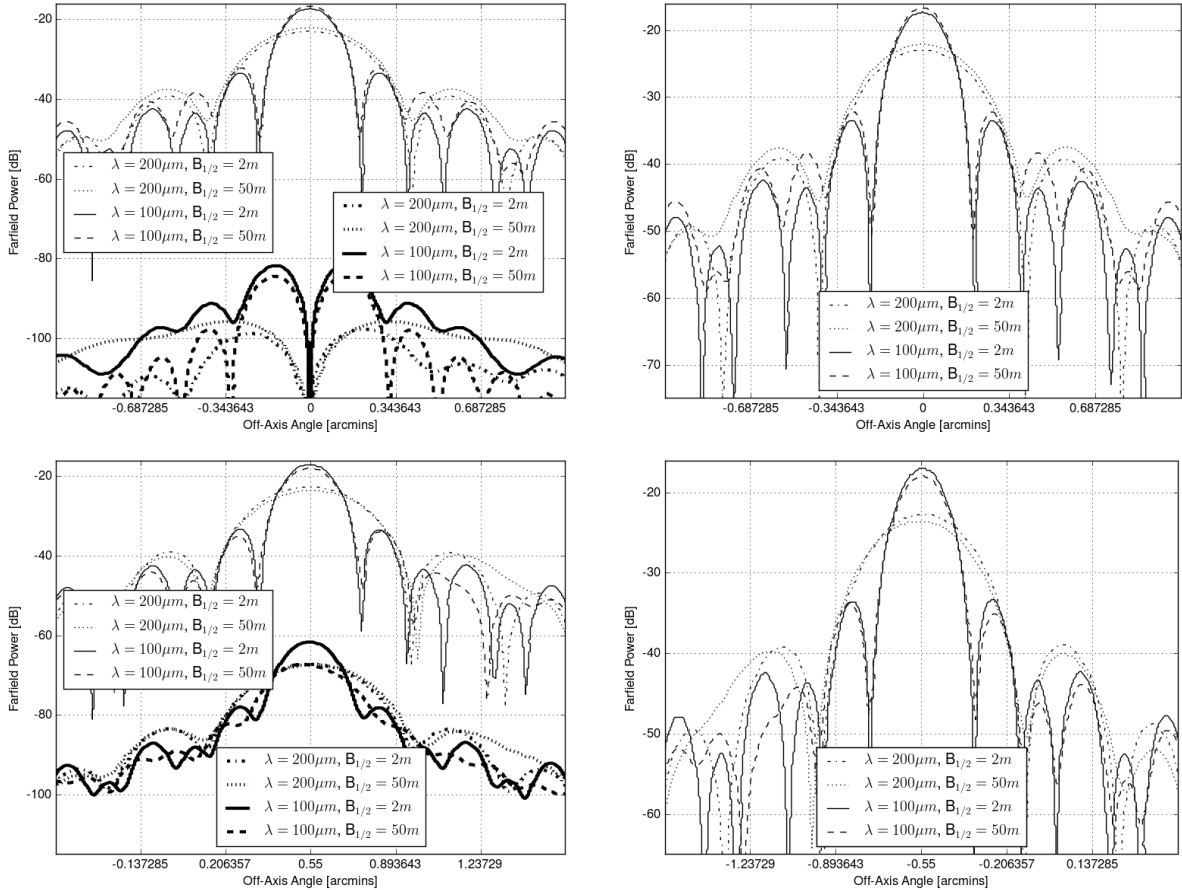 -20
-40
-60
-80
-100
Farfield Power [dB]
λ = 200μm, B1/2 = 2m
λ = 200μm, B1/2 = 50m
λ = 100μm, B1/2 = 2m
λ = 100μm, B1/2 = 50m
λ = 200μm, B1/2 = 2m
λ = 200μm, B1/2 = 50m
λ = 100μm, B1/2 = 2m
λ = 100μm, B1/2 = 50m
-0.687285 -0.343643 0 0.343643 0.687285
Off-Axis Angle [arcmins]
-20
-30
-40
-50
-60
-70
Farfield Power [dB]
λ = 200μm, B1/2 = 2m
λ = 200μm, B1/2 = 50m
λ = 100μm, B1/2 = 2m
λ = 100μm, B1/2 = 50m
-0.687285 -0.343643 0 0.343643 0.687285
Off-Axis Angle [arcmins]
-20
-40
-60
-80
-100
Farfield Power [dB]
λ = 200μm, B1/2 = 2m
λ = 200μm, B1/2 = 50m
λ = 100μm, B1/2 = 2m
λ = 100μm, B1/2 = 50m
λ = 200μm, B1/2 = 2m
λ = 200μm, B1/2 = 50m
λ = 100μm, B1/2 = 2m
λ = 100μm, B1/2 = 50m
-0.137285 0.206357 0.55 0.893643 1.23729
Off-Axis Angle [arcmins]
-20
-30
-40
-50
-60
Farfield Power [dB]
λ = 200μm, B1/2 = 2m
λ = 200μm, B1/2 = 50m
λ = 100μm, B1/2 = 2m
λ = 100μm, B1/2 = 50m
-1.23729 -0.893643 -0.55 -0.206357 0.137285
Off-Axis Angle [arcmins]